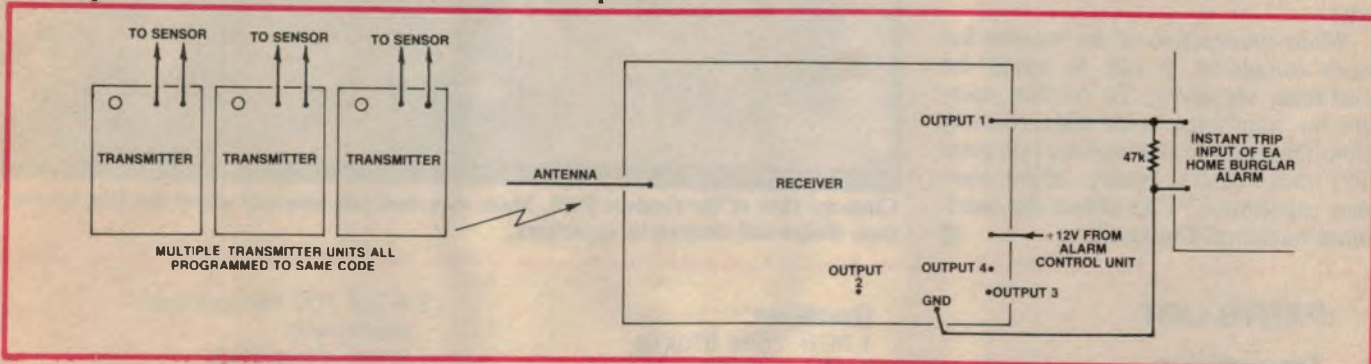 TO SENSOR
TO SENSOR
TO SENSOR
TRANSMITTER
TRANSMITTER
TRANSMITTER
MULTIPLE TRANSMITTER UNITS ALL
PROGRAMMED TO SAME CODE
ANTENNA
RECEIVER
OUTPUT 1
47k
INSTANT TRIP
INPUT OF EA
HOME BURGLAR
ALARM
+12V FROM
ALARM
CONTROL UNIT
OUTPUT
2
OUTPUT 4
OUTPUT 3
GND